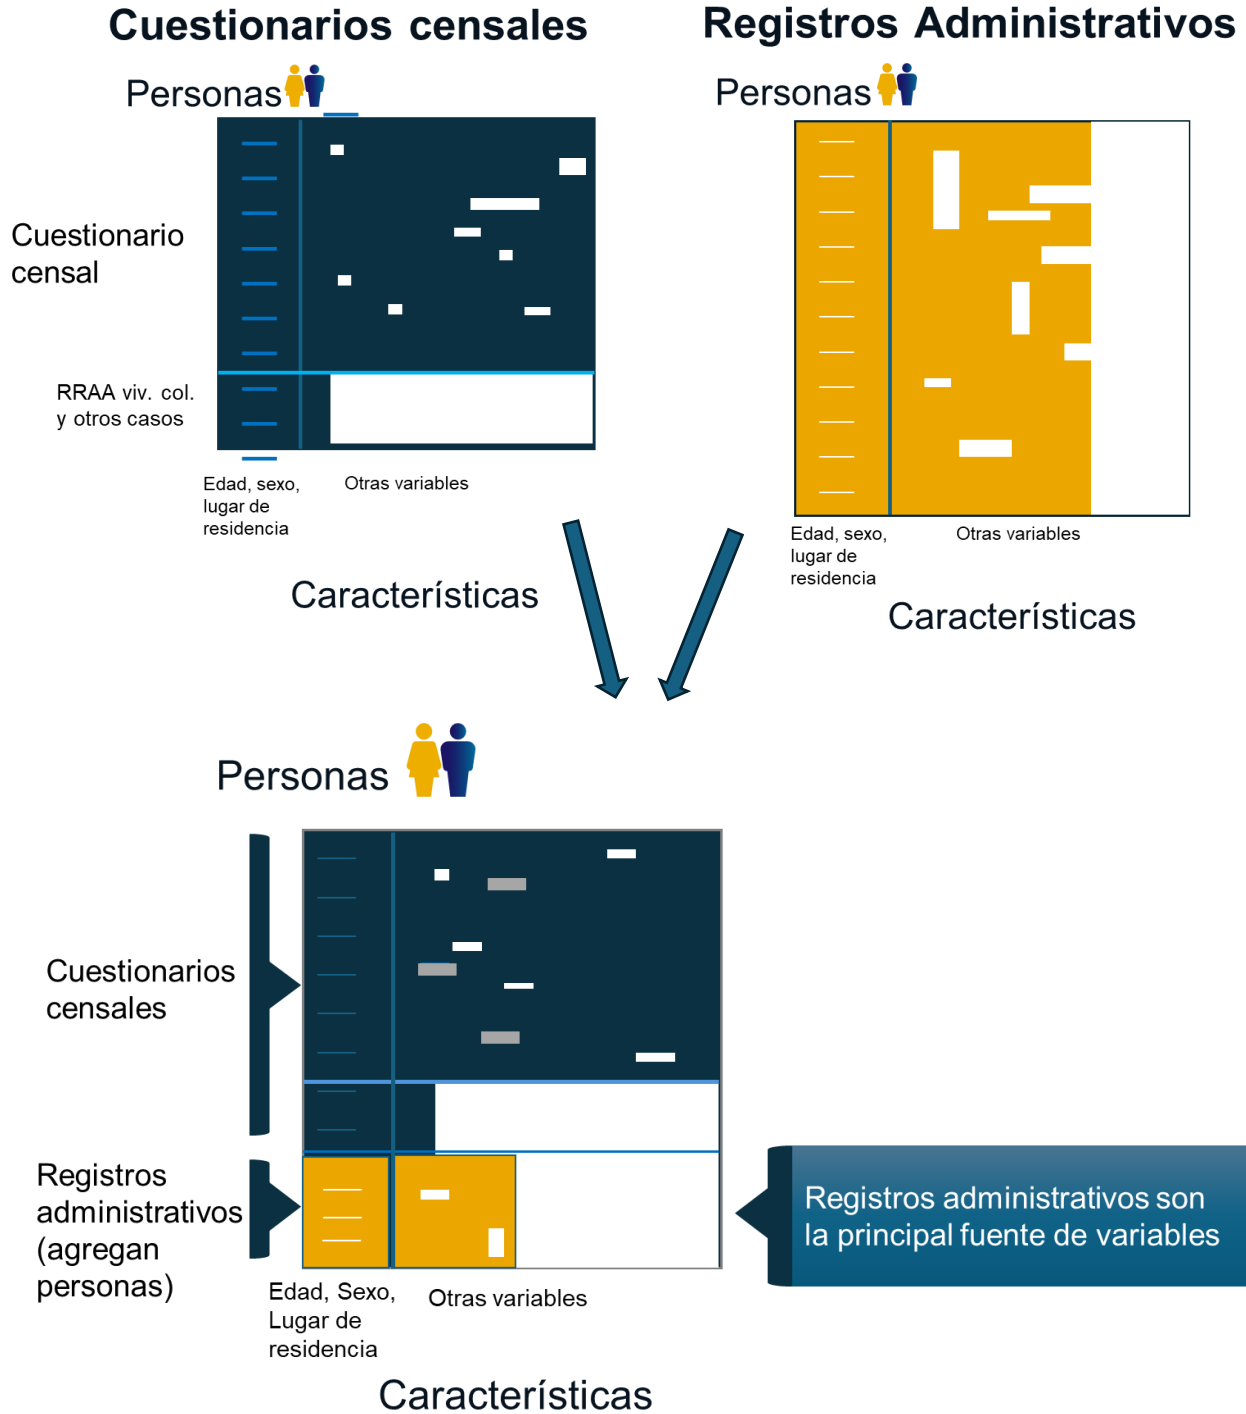 Cuestionarios censales
Registros Administrativos
Personas
Personas
Cuestionario
censal
RRAA viv. col.
y otros casos
Edad, sexo,
lugar de
residencia
Otras variables
Edad, sexo,
lugar de
residencia
Otras variables
Características
Características
Personas
Cuestionarios
censales
Registros
administrativos
(agregan
personas)
Registros administrativos son
la principal fuente de variables
Edad, Sexo,
Lugar de
residencia
Otras variables
Características